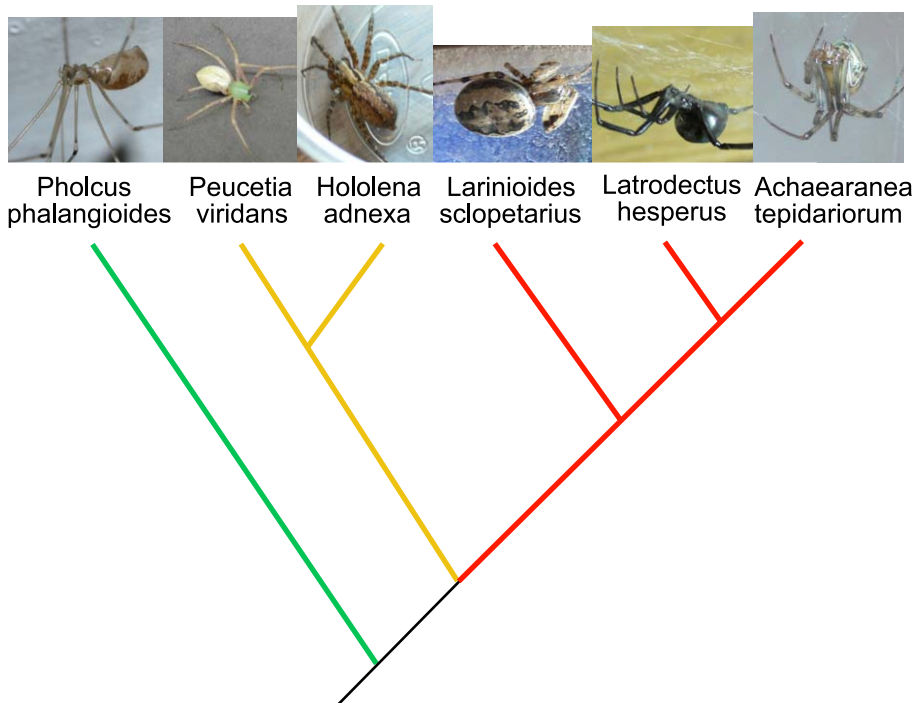 Pholcus
phalangioides
Peucetia
viridans
Hololena
adnexa
Larinioides
sclopetarius
Latrodectus
hesperus
Achaearanea
tepidariorum